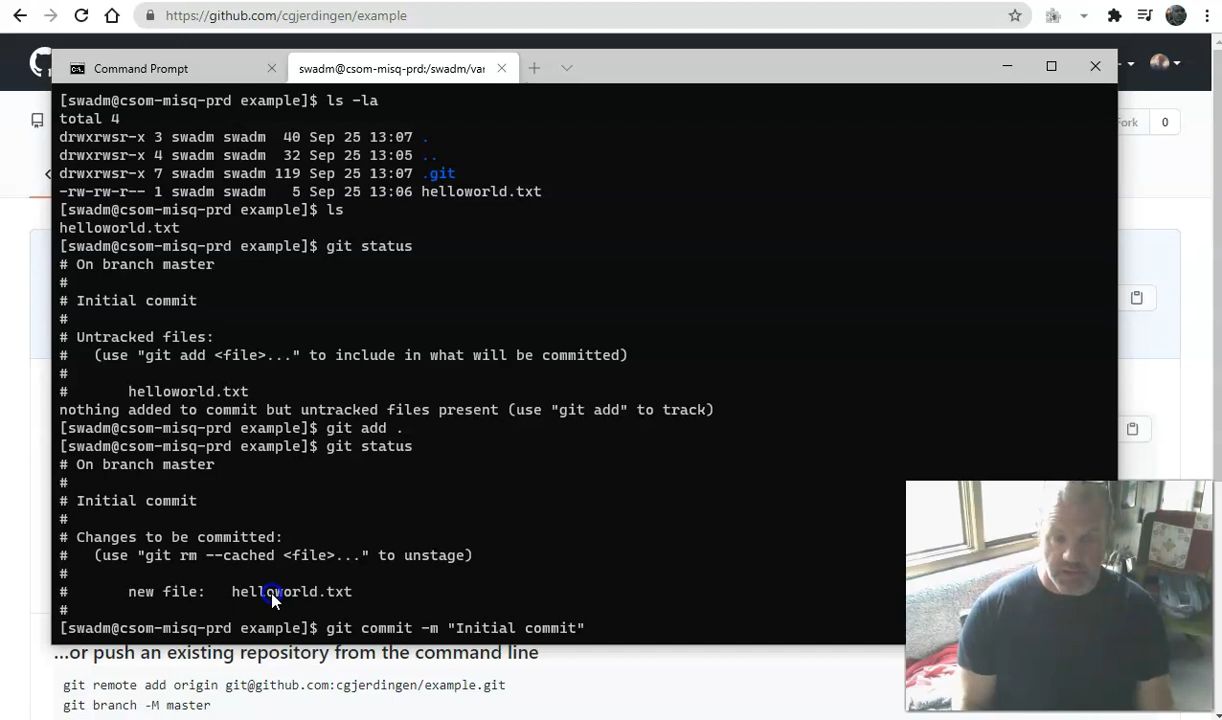 https://github.com/cgjerdingen/example
Command Prompt
swadm@csom-misq-prd:/swadm/var
Fork 0
[swadm@csom-misq-prd example]$ ls -la
total 4
drwxrwsr-x 3 swadm swadm  40 Sep 25 13:07 .
drwxrwsr-x 4 swadm swadm  32 Sep 25 13:05 ..
drwxrwsr-x 7 swadm swadm 119 Sep 25 13:07 .git
-rw-rw-r-- 1 swadm swadm   5 Sep 25 13:06 helloworld.txt
[swadm@csom-misq-prd example]$ ls
helloworld.txt
[swadm@csom-misq-prd example]$ git status
# On branch master
#
# Initial commit
#
# Untracked files:
#   (use "git add <file>..." to include in what will be committed)
#
#       helloworld.txt
nothing added to commit but untracked files present (use "git add" to track)
[swadm@csom-misq-prd example]$ git add .
[swadm@csom-misq-prd example]$ git status
# On branch master
#
# Initial commit
#
# Changes to be committed:
#   (use "git rm --cached <file>..." to unstage)
#
#       new file:   helloworld.txt
#
[swadm@csom-misq-prd example]$ git commit -m "Initial commit"
...or push an existing repository from the command line
git remote add origin git@github.com:cgjerdingen/example.git
git branch -M master